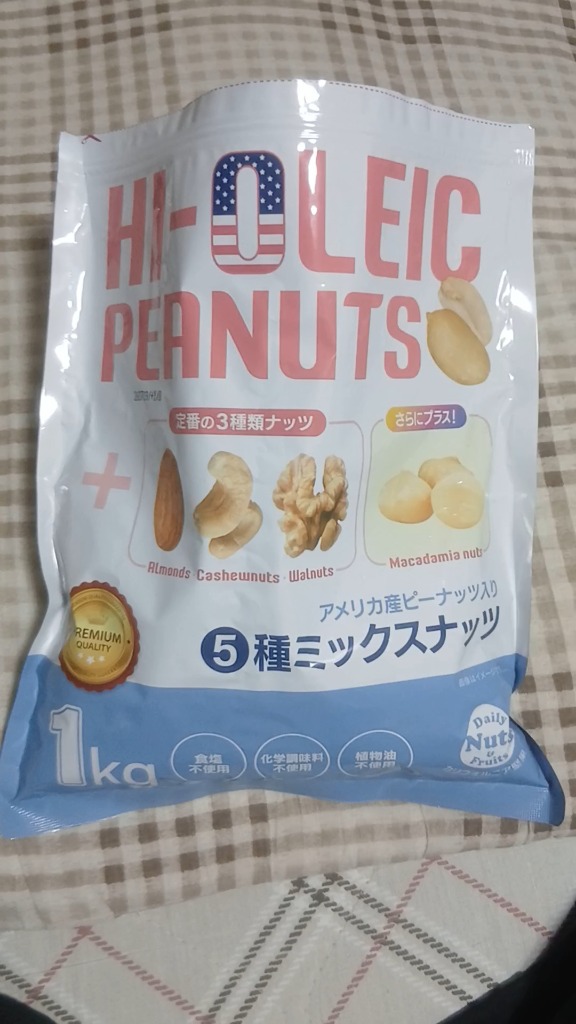 HI-OLEIC
PEANUTS
定番の3種類ナッツ
さらにプラス!
+
Almonds Cashewnuts Walnuts
Macadamia nuts
アメリカ産ピーナッツ入り
5種ミックスナッツ
PREMIUM
QUALITY
1kg
食塩
不使用
化学調味料
不使用
植物油
不使用
Daily
Nuts
&
Fruits